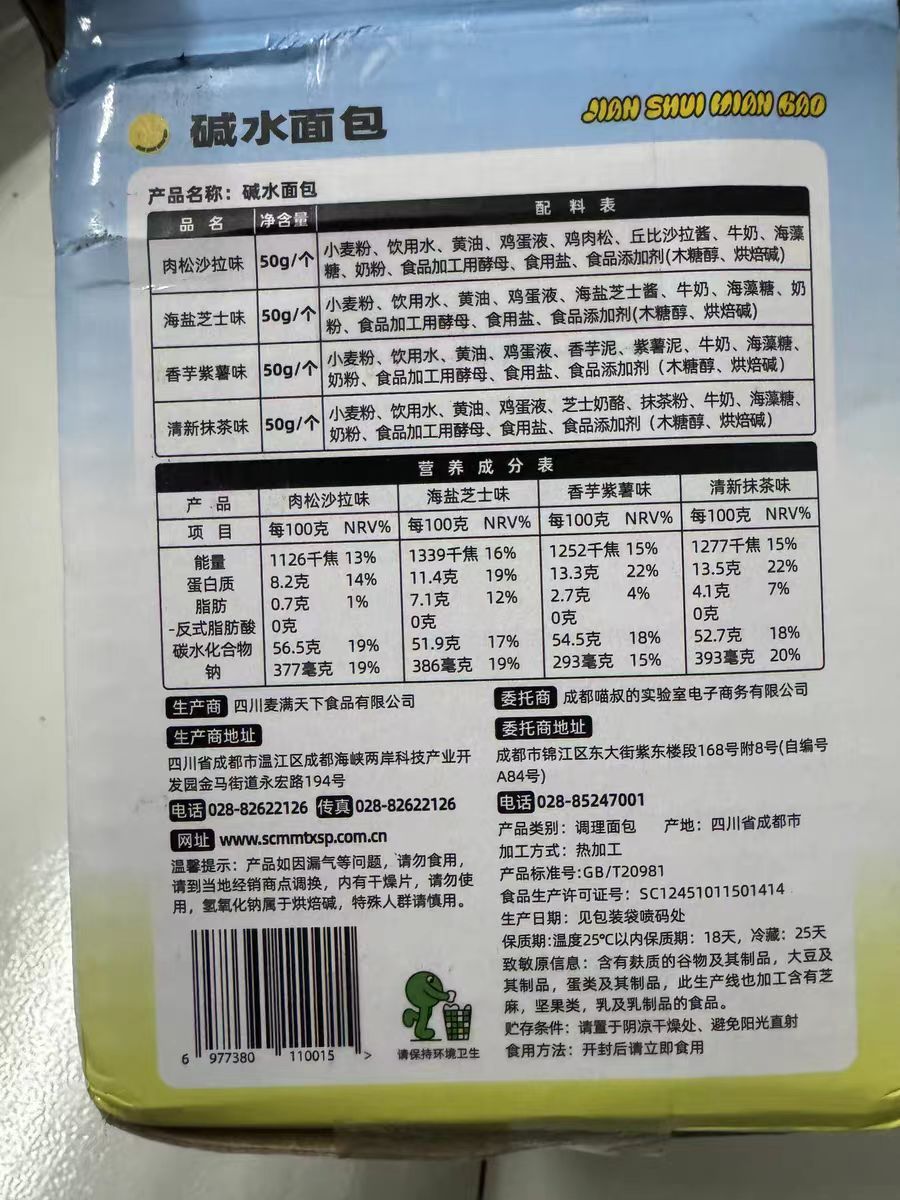 碱水面包
JIAN SHUI MIAN BAO
产品名称：碱水面包
品 名 净含量 配 料 表
肉松沙拉味 50g/个 小麦粉、饮用水、黄油、鸡蛋液、鸡肉松、丘比沙拉酱、牛奶、海藻
糖、奶粉、食品加工用酵母、食用盐、食品添加剂(木糖醇、烘焙碱)
海盐芝士味 50g/个 小麦粉、饮用水、黄油、鸡蛋液、海盐芝士酱、牛奶、海藻糖、奶
粉、食品加工用酵母、食用盐、食品添加剂(木糖醇、烘焙碱)
香芋紫薯味 50g/个 小麦粉、饮用水、黄油、鸡蛋液、香芋泥、紫薯泥、牛奶、海藻糖、
奶粉、食品加工用酵母、食用盐、食品添加剂（木糖醇、烘焙碱）
清新抹茶味 50g/个 小麦粉、饮用水、黄油、鸡蛋液、芝士奶酪、抹茶粉、牛奶、海藻糖、
奶粉、食品加工用酵母、食用盐、食品添加剂（木糖醇、烘焙碱）
营 养 成 分 表
产 品 肉松沙拉味 海盐芝士味 香芋紫薯味 清新抹茶味
项 目 每100克 NRV% 每100克 NRV% 每100克 NRV% 每100克 NRV%
能量 1126千焦 13% 1339千焦 16% 1252千焦 15% 1277千焦 15%
蛋白质 8.2克 14% 11.4克 19% 13.3克 22% 13.5克 22%
脂肪 0.7克 1% 7.1克 12% 2.7克 4% 4.1克 7%
-反式脂肪酸 0克 0克 0克 0克
碳水化合物 56.5克 19% 51.9克 17% 54.5克 18% 52.7克 18%
钠 377毫克 19% 386毫克 19% 293毫克 15% 393毫克 20%
生产商 四川麦满天下食品有限公司
生产商地址
四川省成都市温江区成都海峡两岸科技产业开
发园金马街道永宏路194号
电话 028-82622126 传真 028-82622126
网址 www.scmmtxsp.com.cn
温馨提示：产品如因漏气等问题，请勿食用，
请到当地经销商点调换，内有干燥片，请勿使
用，氢氧化钠属于烘焙碱，特殊人群请慎用。
6 977380 110015 >
请保持环境卫生
委托商 成都喵叔的实验室电子商务有限公司
委托商地址
成都市锦江区东大街紫东楼段168号附8号(自编号
A84号)
电话 028-85247001
产品类别：调理面包 产地：四川省成都市
加工方式：热加工
产品标准号:GB/T20981
食品生产许可证号：SC12451011501414
生产日期：见包装袋喷码处
保质期:温度25℃以内保质期：18天，冷藏：25天
致敏原信息：含有麸质的谷物及其制品，大豆及
其制品，蛋类及其制品，此生产线也加工含有芝
麻，坚果类，乳及乳制品的食品。
贮存条件：请置于阴凉干燥处、避免阳光直射
食用方法：开封后请立即食用